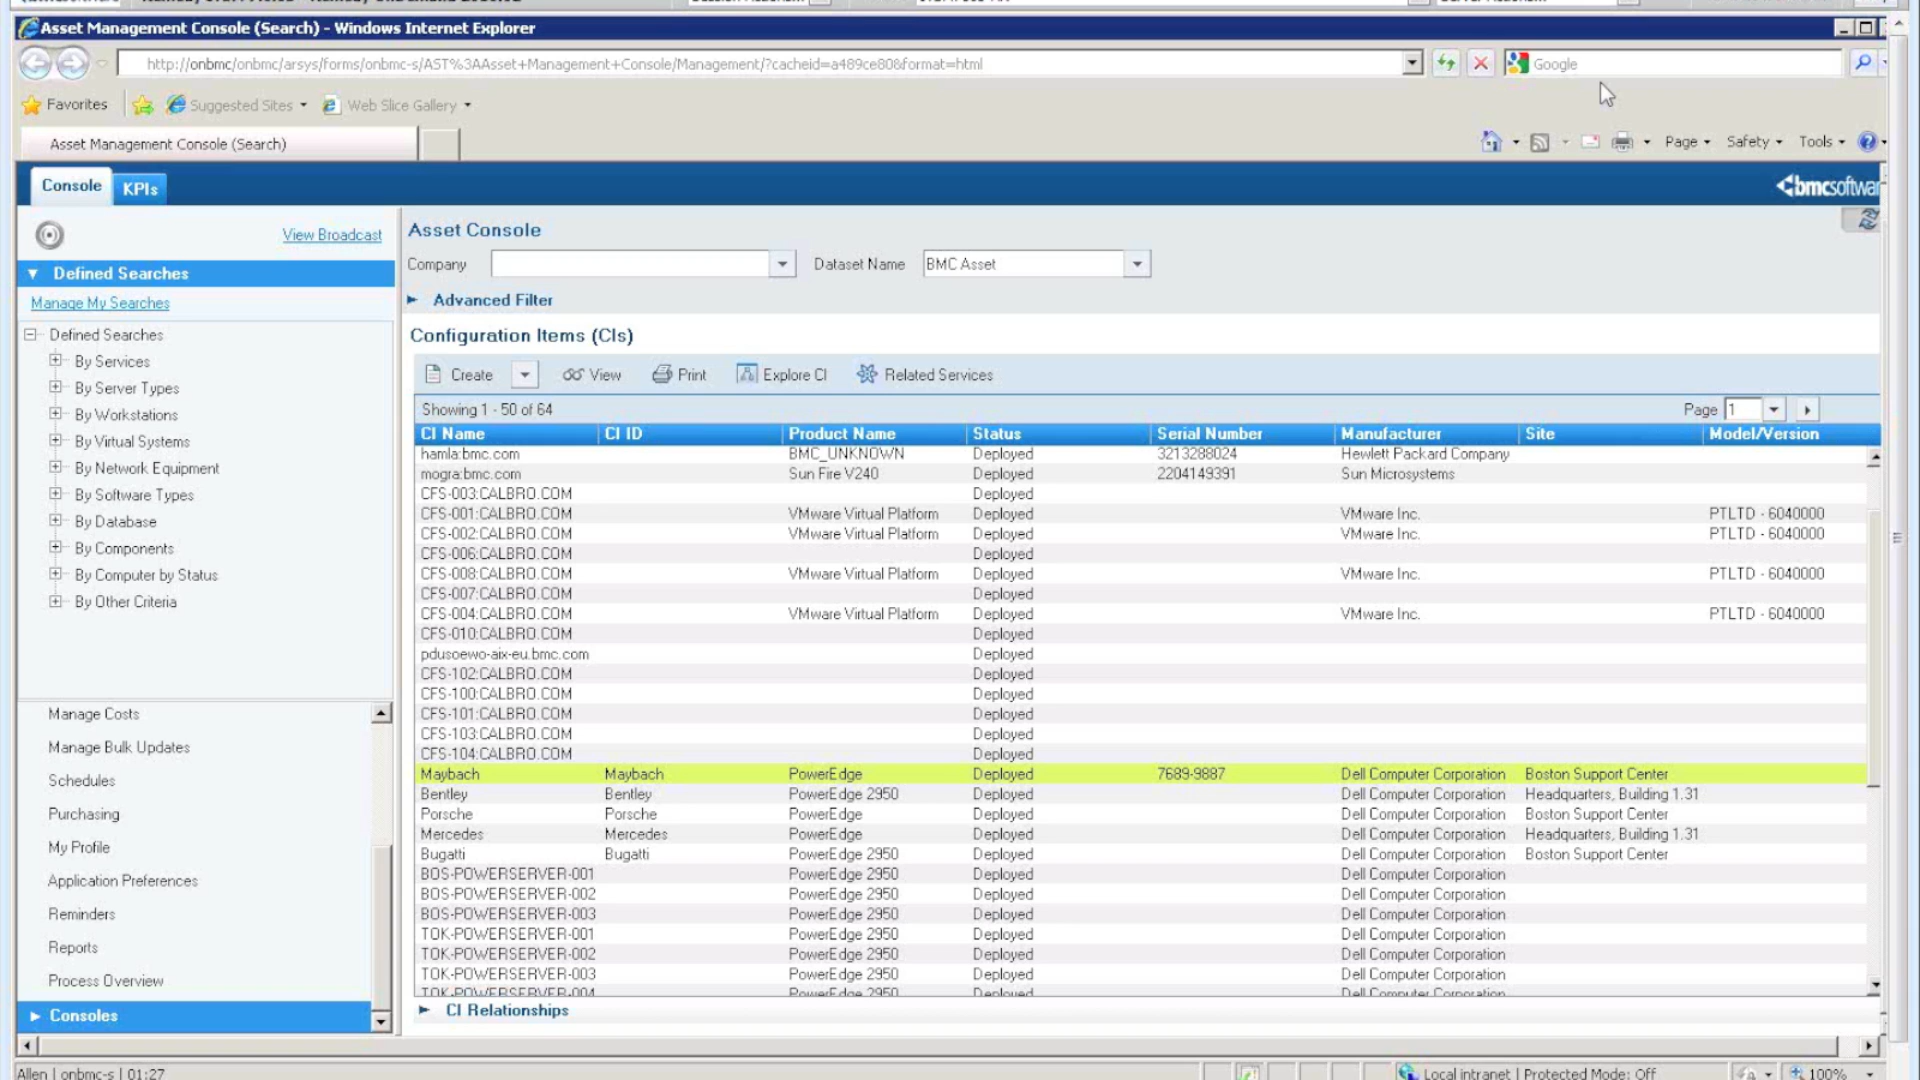 Asset Management Console (Search) - Windows Internet Explorer
http://onbmc/onbmc/arsys/forms/onbmc-s/AST%3AAsset+Management+Console/Management/?cacheid=a489ce80&format=html
Google
Favorites Suggested Sites Web Slice Gallery
Asset Management Console (Search)
Page Safety Tools
Console KPIs
bmcsoftwar
View Broadcast
Defined Searches
Manage My Searches
Defined Searches
By Services
By Server Types
By Workstations
By Virtual Systems
By Network Equipment
By Software Types
By Database
By Components
By Computer by Status
By Other Criteria
Manage Costs
Manage Bulk Updates
Schedules
Purchasing
My Profile
Application Preferences
Reminders
Reports
Process Overview
Consoles
Asset Console
Company Dataset Name BMC Asset
Advanced Filter
Configuration Items (CIs)
Create View Print Explore CI Related Services
Showing 1 - 50 of 64 Page 1
CI Name CI ID Product Name Status Serial Number Manufacturer Site Model/Version
hamla:bmc.com BMC_UNKNOWN Deployed 3213288024 Hewlett Packard Company
mogra:bmc.com Sun Fire V240 Deployed 2204149391 Sun Microsystems
CFS-003:CALBRO.COM Deployed
CFS-001:CALBRO.COM VMware Virtual Platform Deployed VMware Inc. PTLTD - 6040000
CFS-002:CALBRO.COM VMware Virtual Platform Deployed VMware Inc. PTLTD - 6040000
CFS-006:CALBRO.COM Deployed
CFS-008:CALBRO.COM VMware Virtual Platform Deployed VMware Inc. PTLTD - 6040000
CFS-007:CALBRO.COM Deployed
CFS-004:CALBRO.COM VMware Virtual Platform Deployed VMware Inc. PTLTD - 6040000
CFS-010:CALBRO.COM Deployed
pdusoewo-aix-eu.bmc.com Deployed
CFS-102:CALBRO.COM Deployed
CFS-100:CALBRO.COM Deployed
CFS-101:CALBRO.COM Deployed
CFS-103:CALBRO.COM Deployed
CFS-104:CALBRO.COM Deployed
Maybach Maybach PowerEdge Deployed 7689-9887 Dell Computer Corporation Boston Support Center
Bentley Bentley PowerEdge 2950 Deployed Dell Computer Corporation Headquarters, Building 1.31
Porsche Porsche PowerEdge Deployed Dell Computer Corporation Boston Support Center
Mercedes Mercedes PowerEdge Deployed Dell Computer Corporation Headquarters, Building 1.31
Bugatti Bugatti PowerEdge 2950 Deployed Dell Computer Corporation Boston Support Center
BOS-POWERSERVER-001 PowerEdge 2950 Deployed Dell Computer Corporation
BOS-POWERSERVER-002 PowerEdge 2950 Deployed Dell Computer Corporation
BOS-POWERSERVER-003 PowerEdge 2950 Deployed Dell Computer Corporation
TOK-POWERSERVER-001 PowerEdge 2950 Deployed Dell Computer Corporation
TOK-POWERSERVER-002 PowerEdge 2950 Deployed Dell Computer Corporation
TOK-POWERSERVER-003 PowerEdge 2950 Deployed Dell Computer Corporation
TOK-POWERSERVER-004 PowerEdge 2950 Deployed Dell Computer Corporation
CI Relationships
Allen | onbmc-s | 01:27 Local intranet | Protected Mode: Off 100%